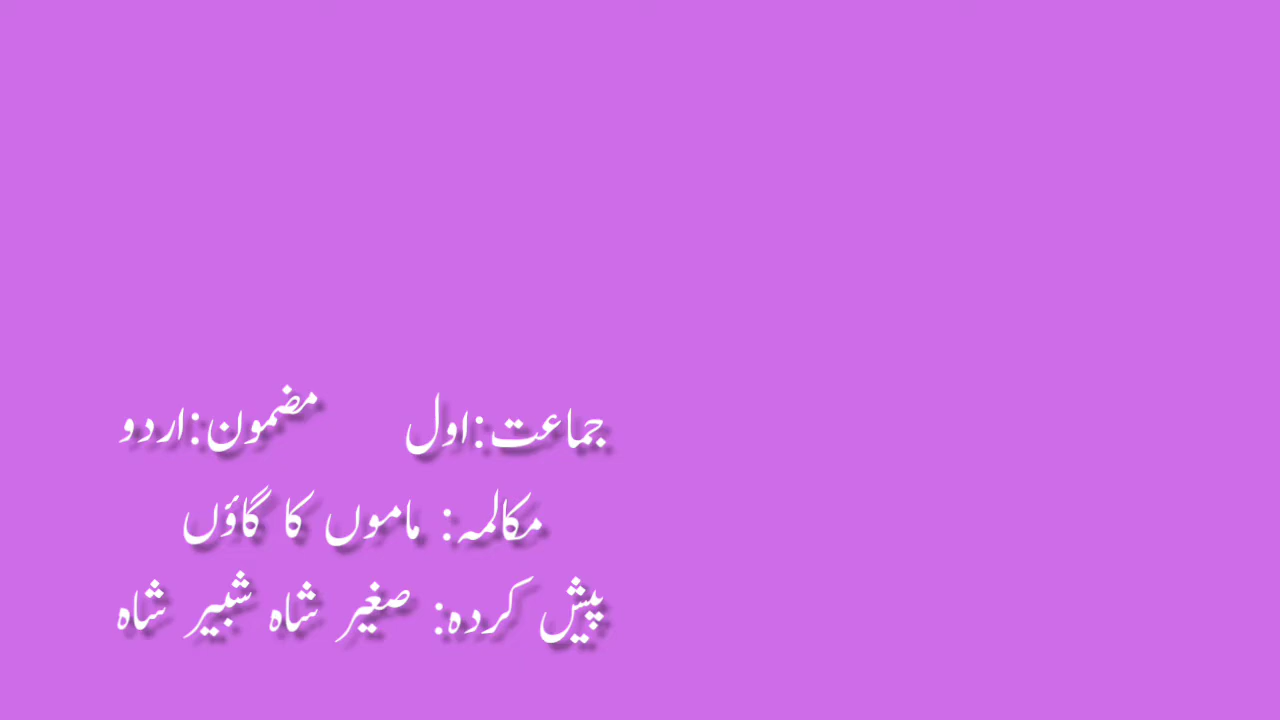 جماعت:اول مضمون:اردو
مکالمہ: ماموں کا گاؤں
پیش کردہ: صغیر شاہ شبیر شاہ